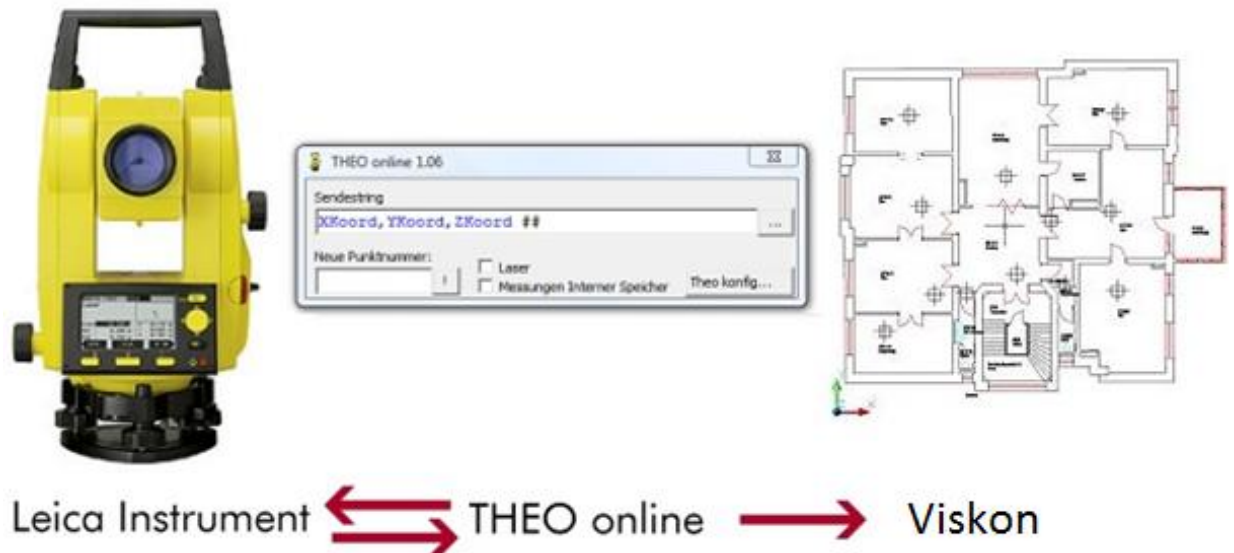 THEO online 1.06
Sendestring
XKoord,YKoord,ZKoord ##
...
Neue Punktnummer:
!
Laser
Messungen Interner Speicher
Theo konfig...
Leica Instrument
THEO online
Viskon